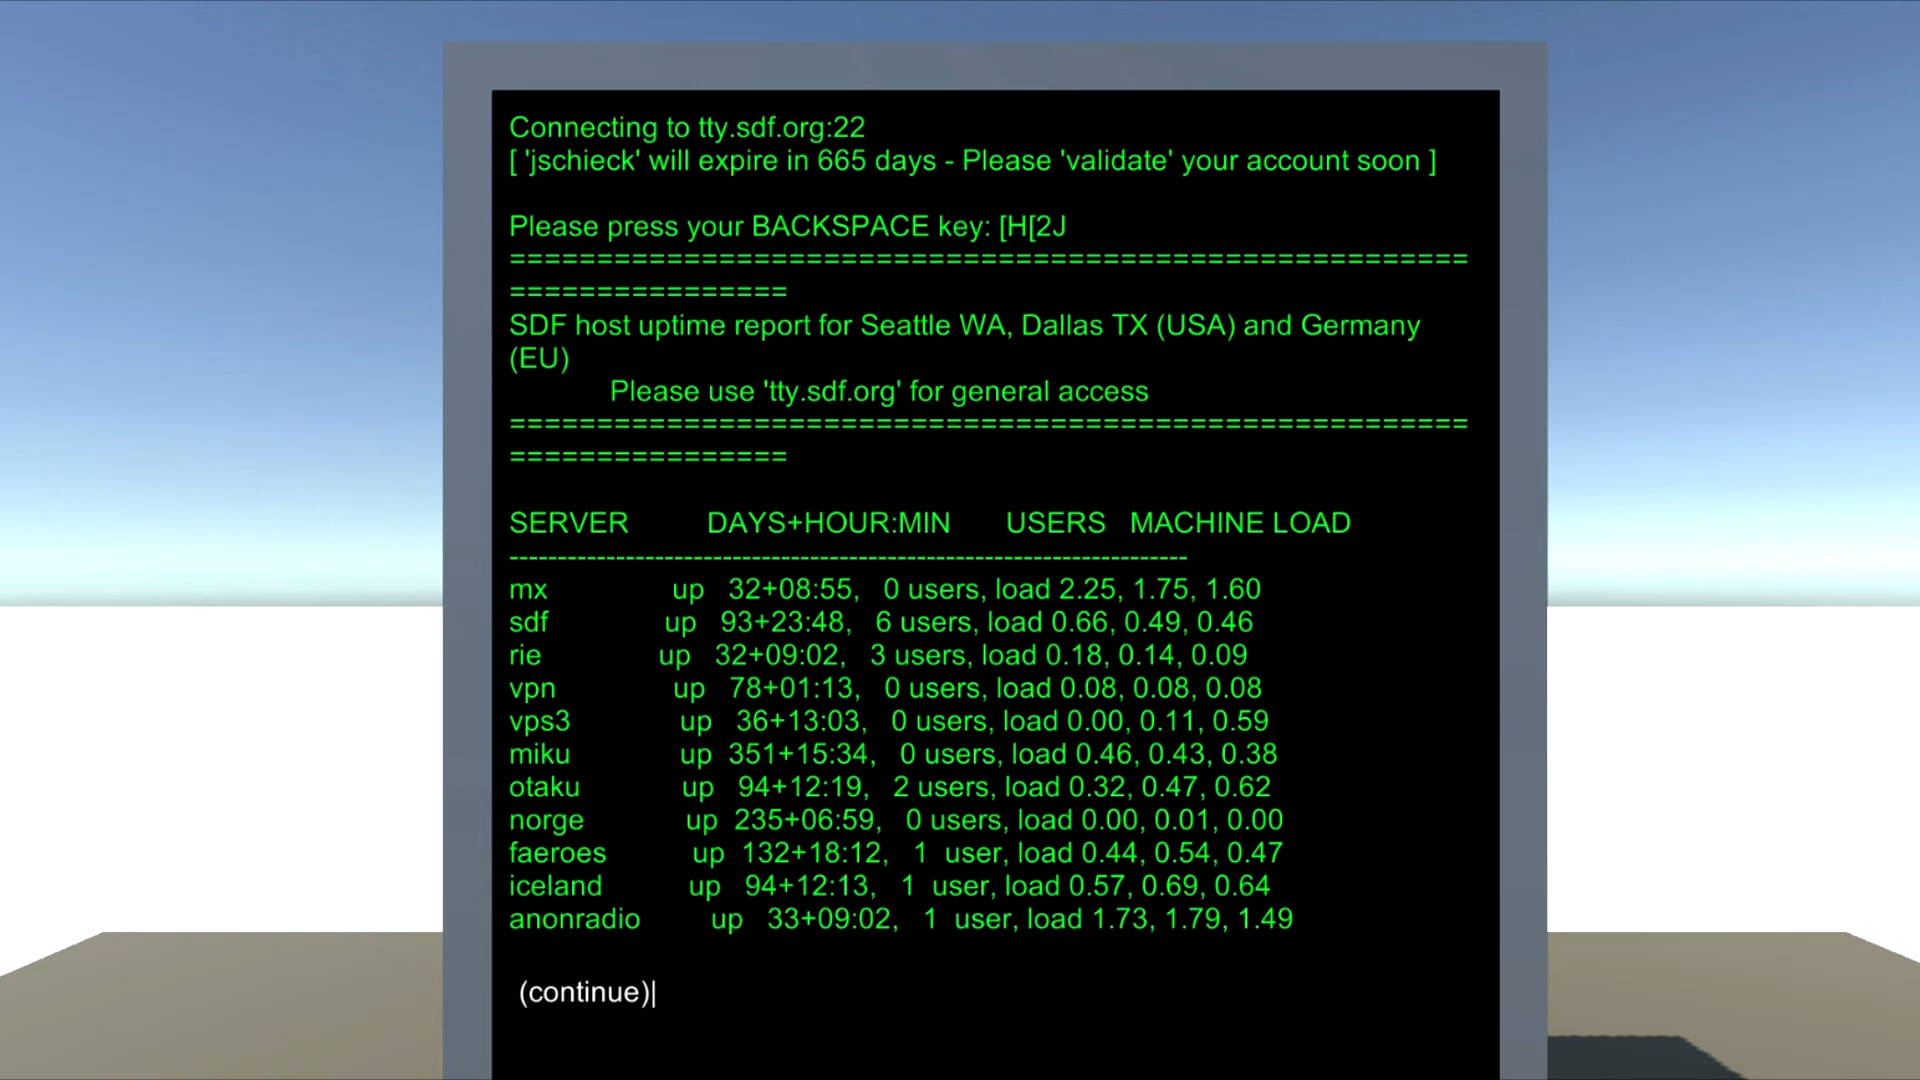 Connecting to tty.sdf.org:22
[ 'jschieck' will expire in 665 days - Please 'validate' your account soon ]
Please press your BACKSPACE key: [H[2J
=======================================================
================
SDF host uptime report for Seattle WA, Dallas TX (USA) and Germany
(EU)
Please use 'tty.sdf.org' for general access
=======================================================
================
SERVER DAYS+HOUR:MIN USERS MACHINE LOAD
----------------------------------------------------------------------
mx up 32+08:55, 0 users, load 2.25, 1.75, 1.60
sdf up 93+23:48, 6 users, load 0.66, 0.49, 0.46
rie up 32+09:02, 3 users, load 0.18, 0.14, 0.09
vpn up 78+01:13, 0 users, load 0.08, 0.08, 0.08
vps3 up 36+13:03, 0 users, load 0.00, 0.11, 0.59
miku up 351+15:34, 0 users, load 0.46, 0.43, 0.38
otaku up 94+12:19, 2 users, load 0.32, 0.47, 0.62
norge up 235+06:59, 0 users, load 0.00, 0.01, 0.00
faeroes up 132+18:12, 1 user, load 0.44, 0.54, 0.47
iceland up 94+12:13, 1 user, load 0.57, 0.69, 0.64
anonradio up 33+09:02, 1 user, load 1.73, 1.79, 1.49
(continue)|